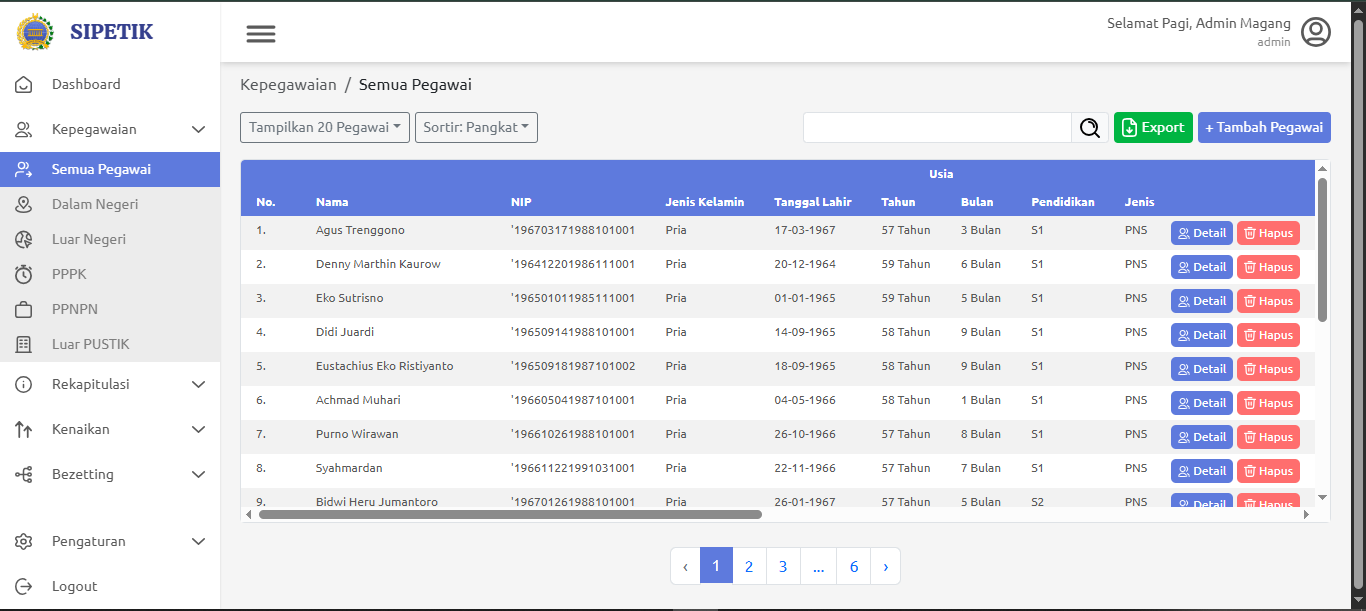 SIPETIK
Selamat Pagi, Admin Magang
admin
Dashboard
Kepegawaian
Semua Pegawai
Dalam Negeri
Luar Negeri
PPPK
PPNPN
Luar PUSTIK
Rekapitulasi
Kenaikan
Bezetting
Pengaturan
Logout
Kepegawaian / Semua Pegawai
Tampilkan 20 Pegawai Sortir: Pangkat Export + Tambah Pegawai
Usia
No. Nama NIP Jenis Kelamin Tanggal Lahir Tahun Bulan Pendidikan Jenis
1. Agus Trenggono '196703171988101001 Pria 17-03-1967 57 Tahun 3 Bulan S1 PNS Detail Hapus
2. Denny Marthin Kaurow '196412201986111001 Pria 20-12-1964 59 Tahun 6 Bulan S1 PNS Detail Hapus
3. Eko Sutrisno '196501011985111001 Pria 01-01-1965 59 Tahun 5 Bulan S1 PNS Detail Hapus
4. Didi Juardi '196509141988101001 Pria 14-09-1965 58 Tahun 9 Bulan S1 PNS Detail Hapus
5. Eustachius Eko Ristiyanto '196509181987101002 Pria 18-09-1965 58 Tahun 9 Bulan S1 PNS Detail Hapus
6. Achmad Muhari '196605041987101001 Pria 04-05-1966 58 Tahun 1 Bulan S1 PNS Detail Hapus
7. Purno Wirawan '196610261988101001 Pria 26-10-1966 57 Tahun 8 Bulan S1 PNS Detail Hapus
8. Syahmardan '196611221991031001 Pria 22-11-1966 57 Tahun 7 Bulan S1 PNS Detail Hapus
9. Bidwi Heru Jumantoro '196701261988101001 Pria 26-01-1967 57 Tahun 5 Bulan S2 PNS Detail Hapus
‹ 1 2 3 ... 6 ›